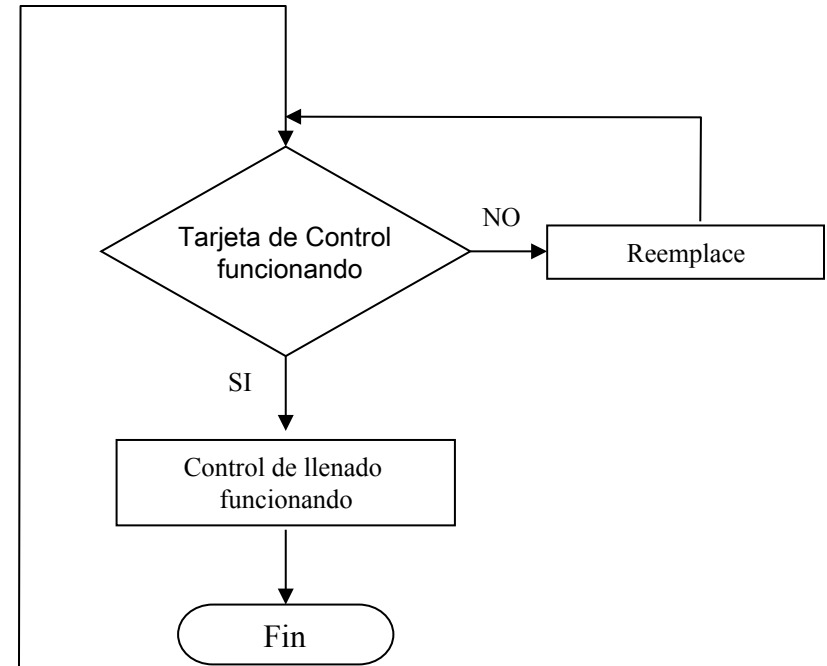 Tarjeta de Control
funcionando
NO
Reemplace
SI
Control de llenado
funcionando
Fin